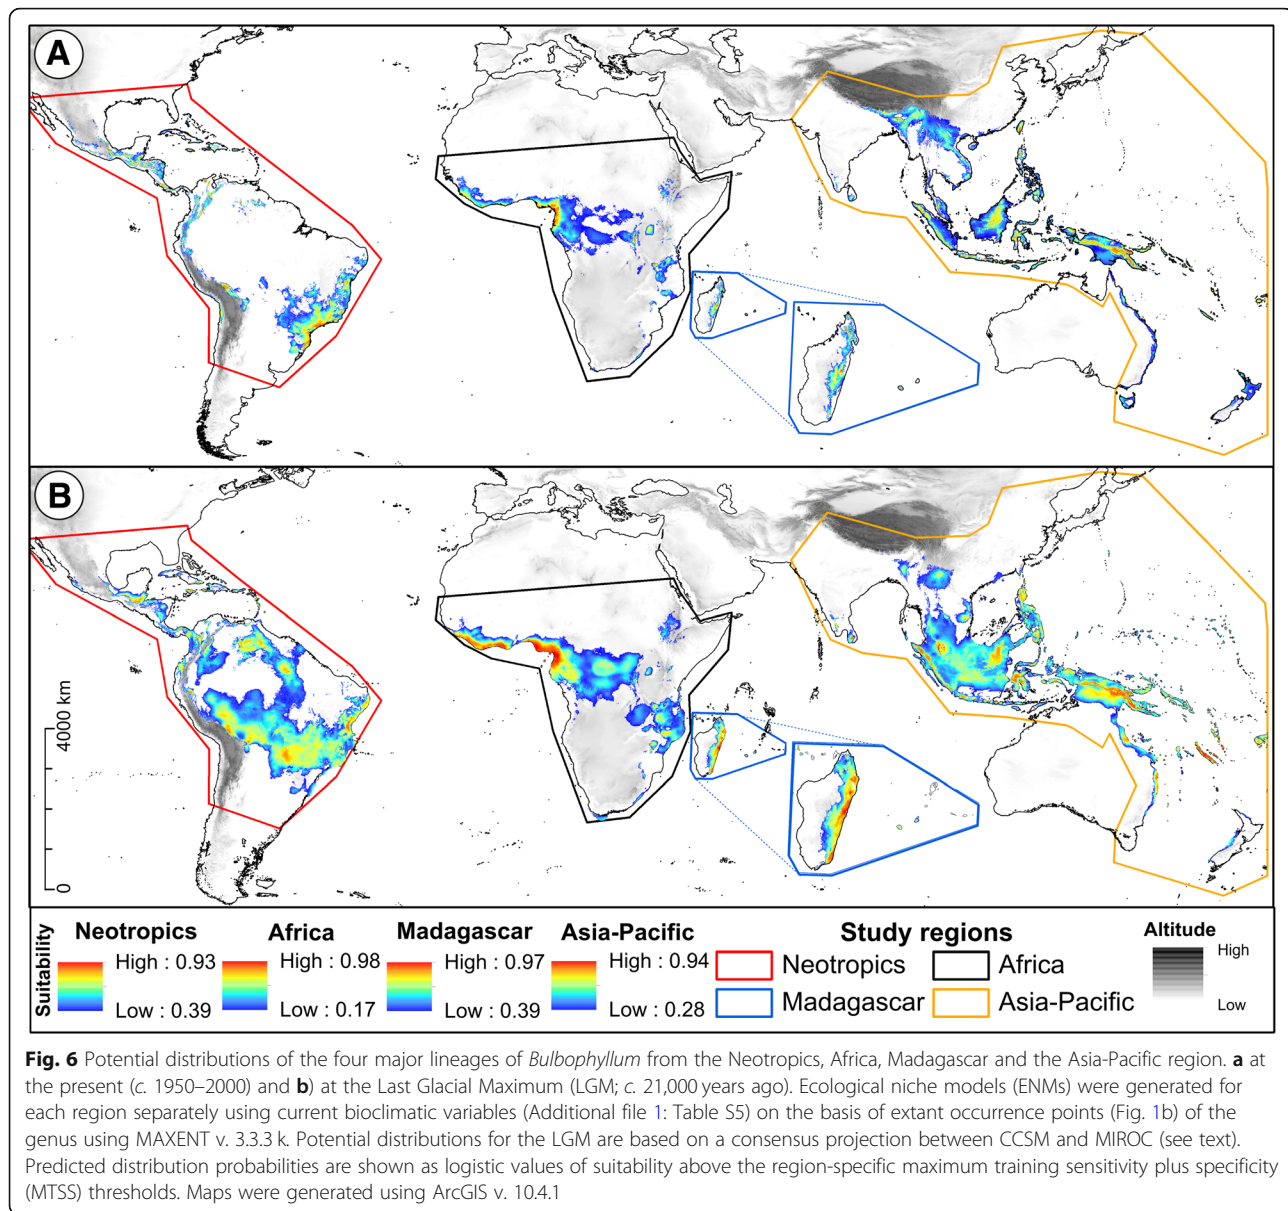 A
B
4000 km
0
Suitability
Neotropics
High : 0.93
Low : 0.39
Africa
High : 0.98
Low : 0.17
Madagascar
High : 0.97
Low : 0.39
Asia-Pacific
High : 0.94
Low : 0.28
Study regions
Neotropics
Africa
Madagascar
Asia-Pacific
Altitude
High
Low
Fig. 6 Potential distributions of the four major lineages of Bulbophyllum from the Neotropics, Africa, Madagascar and the Asia-Pacific region. a at
the present (c. 1950–2000) and b) at the Last Glacial Maximum (LGM; c. 21,000 years ago). Ecological niche models (ENMs) were generated for
each region separately using current bioclimatic variables (Additional file 1: Table S5) on the basis of extant occurrence points (Fig. 1b) of the
genus using MAXENT v. 3.3.3 k. Potential distributions for the LGM are based on a consensus projection between CCSM and MIROC (see text).
Predicted distribution probabilities are shown as logistic values of suitability above the region-specific maximum training sensitivity plus specificity
(MTSS) thresholds. Maps were generated using ArcGIS v. 10.4.1